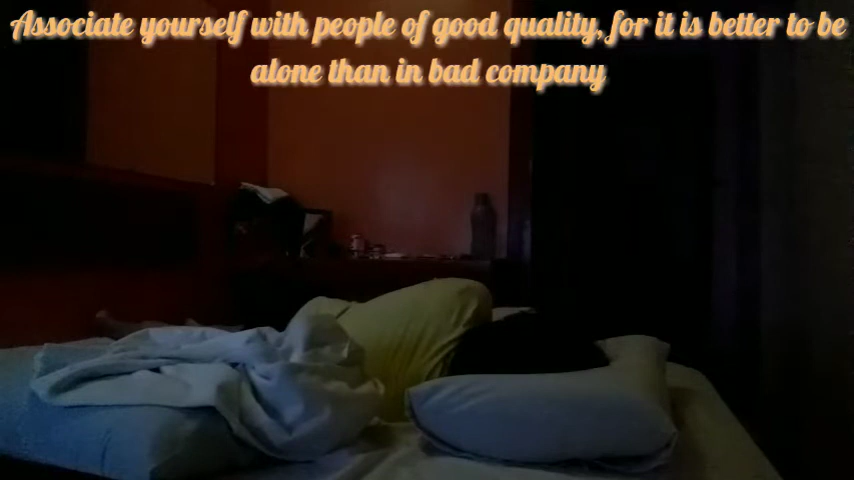 Associate yourself with people of good quality, for it is better to be
alone than in bad company